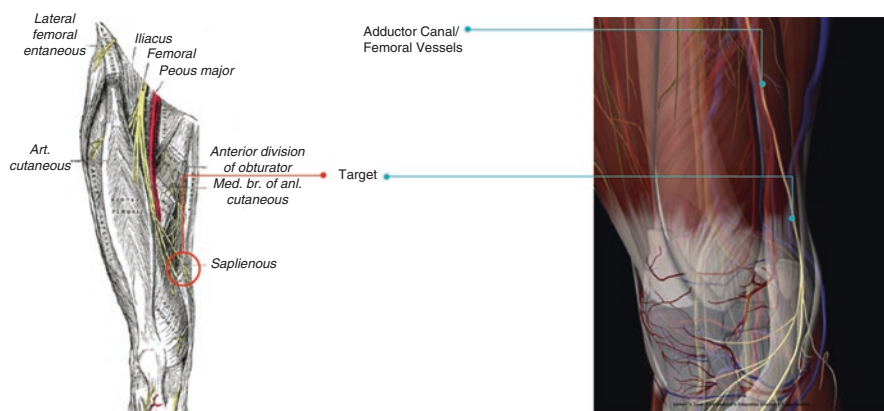 Lateral
femoral
entaneous
Iliacus
Femoral
Peous major
Art.
cutaneous
Anterior division
of obturator
Med. br. of anl.
cutaneous
Saplienous
Target
Adductor Canal/
Femoral Vessels